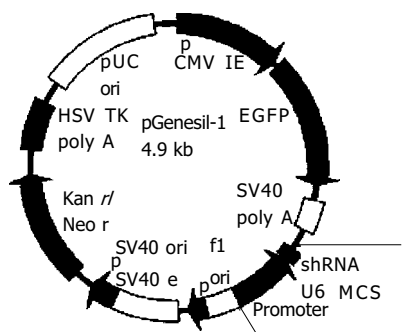 p
CMV IE
pUC
ori
HSV TK
poly A
pGenesil-1
4.9 kb
EGFP
SV40
poly A
Kan r/
Neo r
SV40 ori
p
SV40 e
f1
ori
p
shRNA
U6 MCS
Promoter